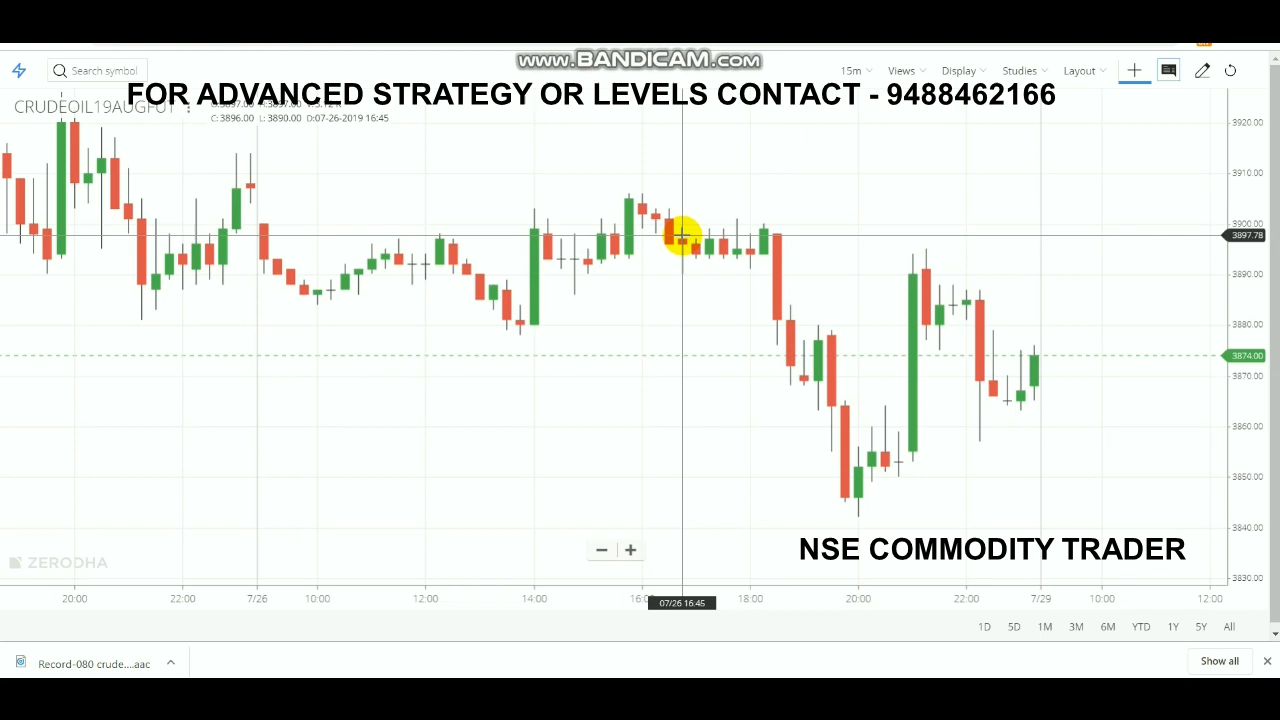 www.BANDICAM.com
Search symbol
15m Views Display Studies Layout
FOR ADVANCED STRATEGY OR LEVELS CONTACT - 9488462166
CRUDEOIL19AUGFUT
C:3896.00 L: 3890.00 D:07-26-2019 16:45
3920.00
3910.00
3900.00
3897.78
3890.00
3880.00
3874.00
3870.00
3860.00
3850.00
3840.00
3830.00
NSE COMMODITY TRADER
ZERODHA
20:00 22:00 7/26 10:00 12:00 14:00 18:00 20:00 22:00 7/29 10:00 12:00
07/26 16:45
1D 5D 1M 3M 6M YTD 1Y 5Y All
Record-080 crude....aac
Show all